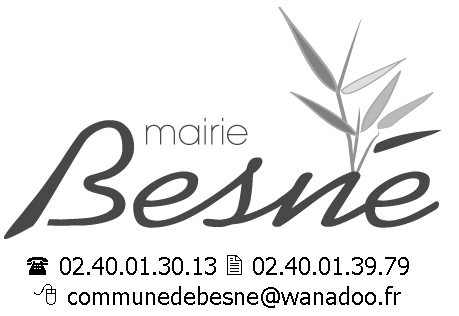 mairie
Besné
☎ 02.40.01.30.13 🗎 02.40.01.39.79
🖰 communedebesne@wanadoo.fr